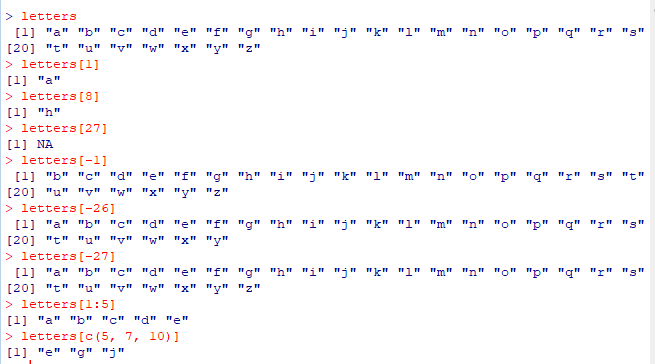 > letters
 [1] "a" "b" "c" "d" "e" "f" "g" "h" "i" "j" "k" "l" "m" "n" "o" "p" "q" "r" "s"
[20] "t" "u" "v" "w" "x" "y" "z"
> letters[1]
[1] "a"
> letters[8]
[1] "h"
> letters[27]
[1] NA
> letters[-1]
 [1] "b" "c" "d" "e" "f" "g" "h" "i" "j" "k" "l" "m" "n" "o" "p" "q" "r" "s" "t"
[20] "u" "v" "w" "x" "y" "z"
> letters[-26]
 [1] "a" "b" "c" "d" "e" "f" "g" "h" "i" "j" "k" "l" "m" "n" "o" "p" "q" "r" "s"
[20] "t" "u" "v" "w" "x" "y"
> letters[-27]
 [1] "a" "b" "c" "d" "e" "f" "g" "h" "i" "j" "k" "l" "m" "n" "o" "p" "q" "r" "s"
[20] "t" "u" "v" "w" "x" "y" "z"
> letters[1:5]
[1] "a" "b" "c" "d" "e"
> letters[c(5, 7, 10)]
[1] "e" "g" "j"